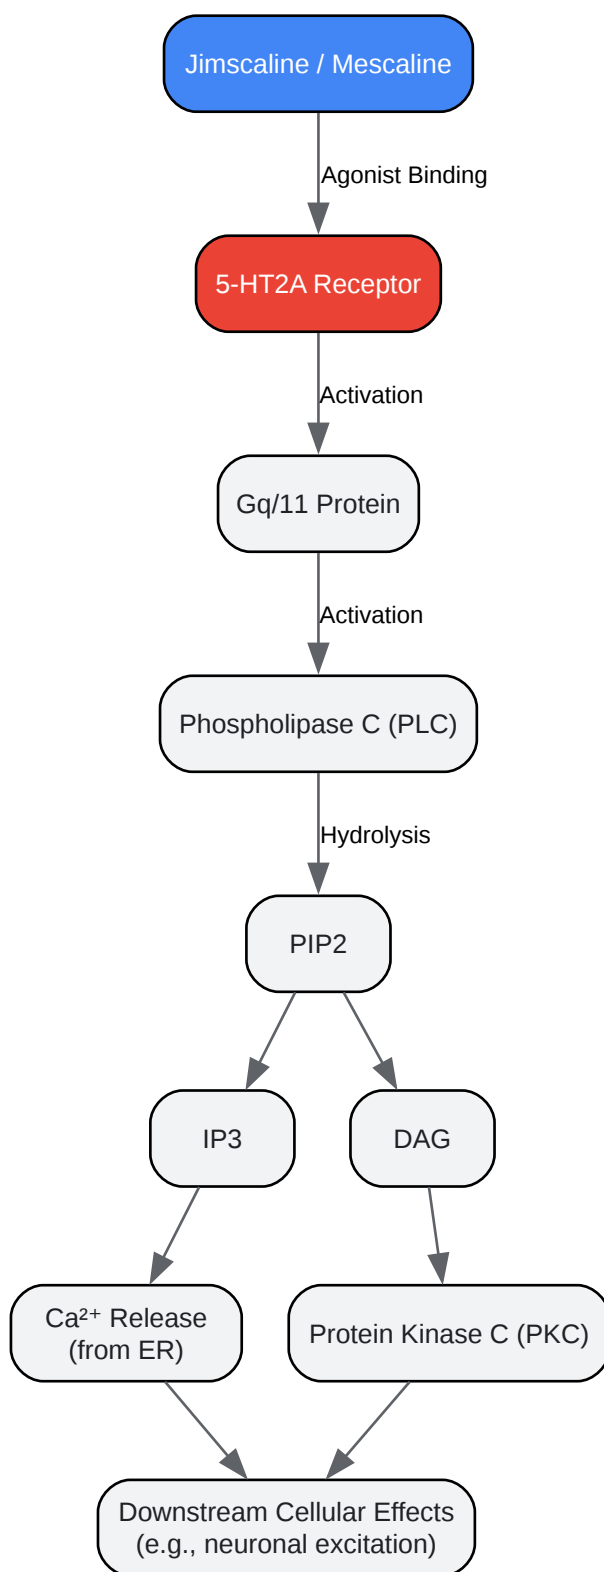 Jimscaline / Mescaline
Agonist Binding
5-HT2A Receptor
Activation
Gq/11 Protein
Activation
Phospholipase C (PLC)
Hydrolysis
PIP2
IP3
DAG
Ca²⁺ Release
(from ER)
Protein Kinase C (PKC)
Downstream Cellular Effects
(e.g., neuronal excitation)